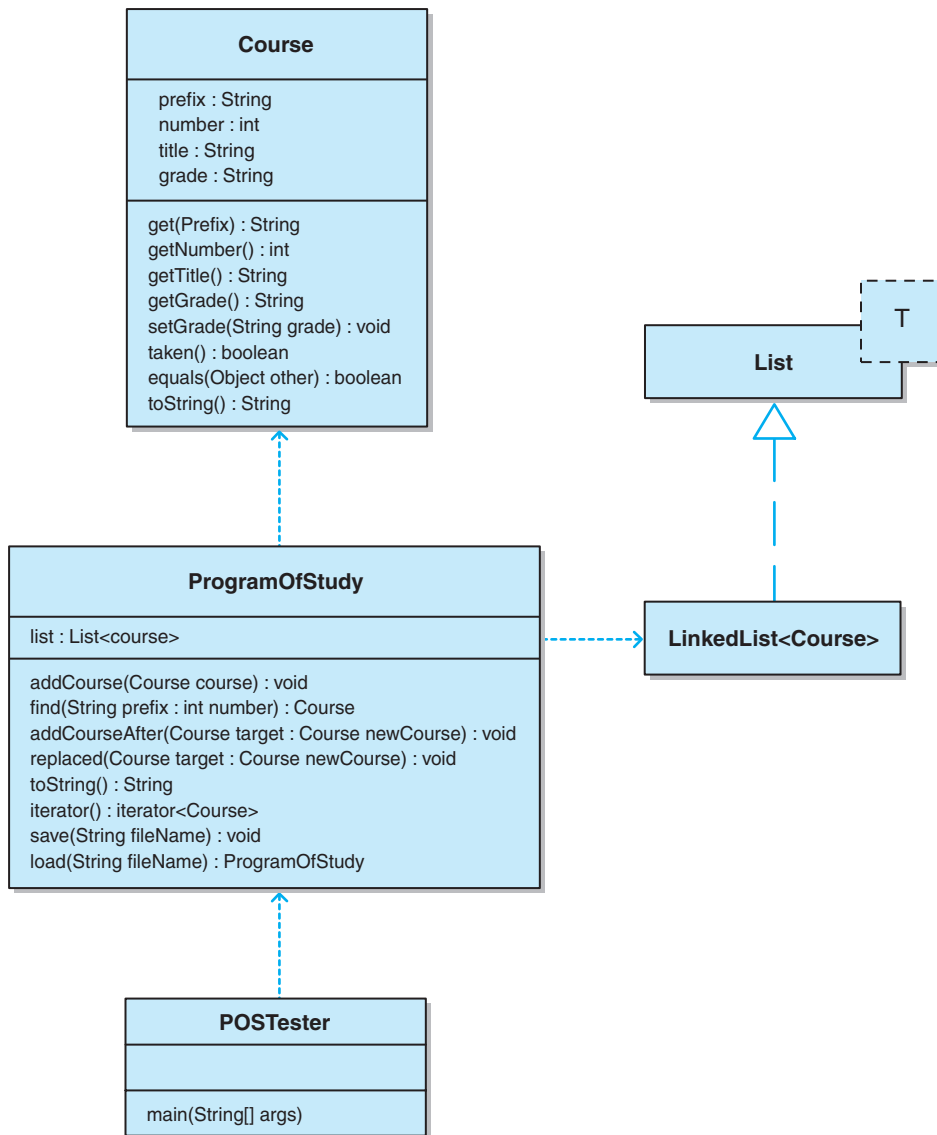 Course
prefix : String
number : int
title : String
grade : String
get(Prefix) : String
getNumber() : int
getTitle() : String
getGrade() : String
setGrade(String grade) : void
taken() : boolean
equals(Object other) : boolean
toString() : String
T
List
ProgramOfStudy
list : List<course>
addCourse(Course course) : void
find(String prefix : int number) : Course
addCourseAfter(Course target : Course newCourse) : void
replaced(Course target : Course newCourse) : void
toString() : String
iterator() : iterator<Course>
save(String fileName) : void
load(String fileName) : ProgramOfStudy
LinkedList<Course>
POSTester
main(String[] args)